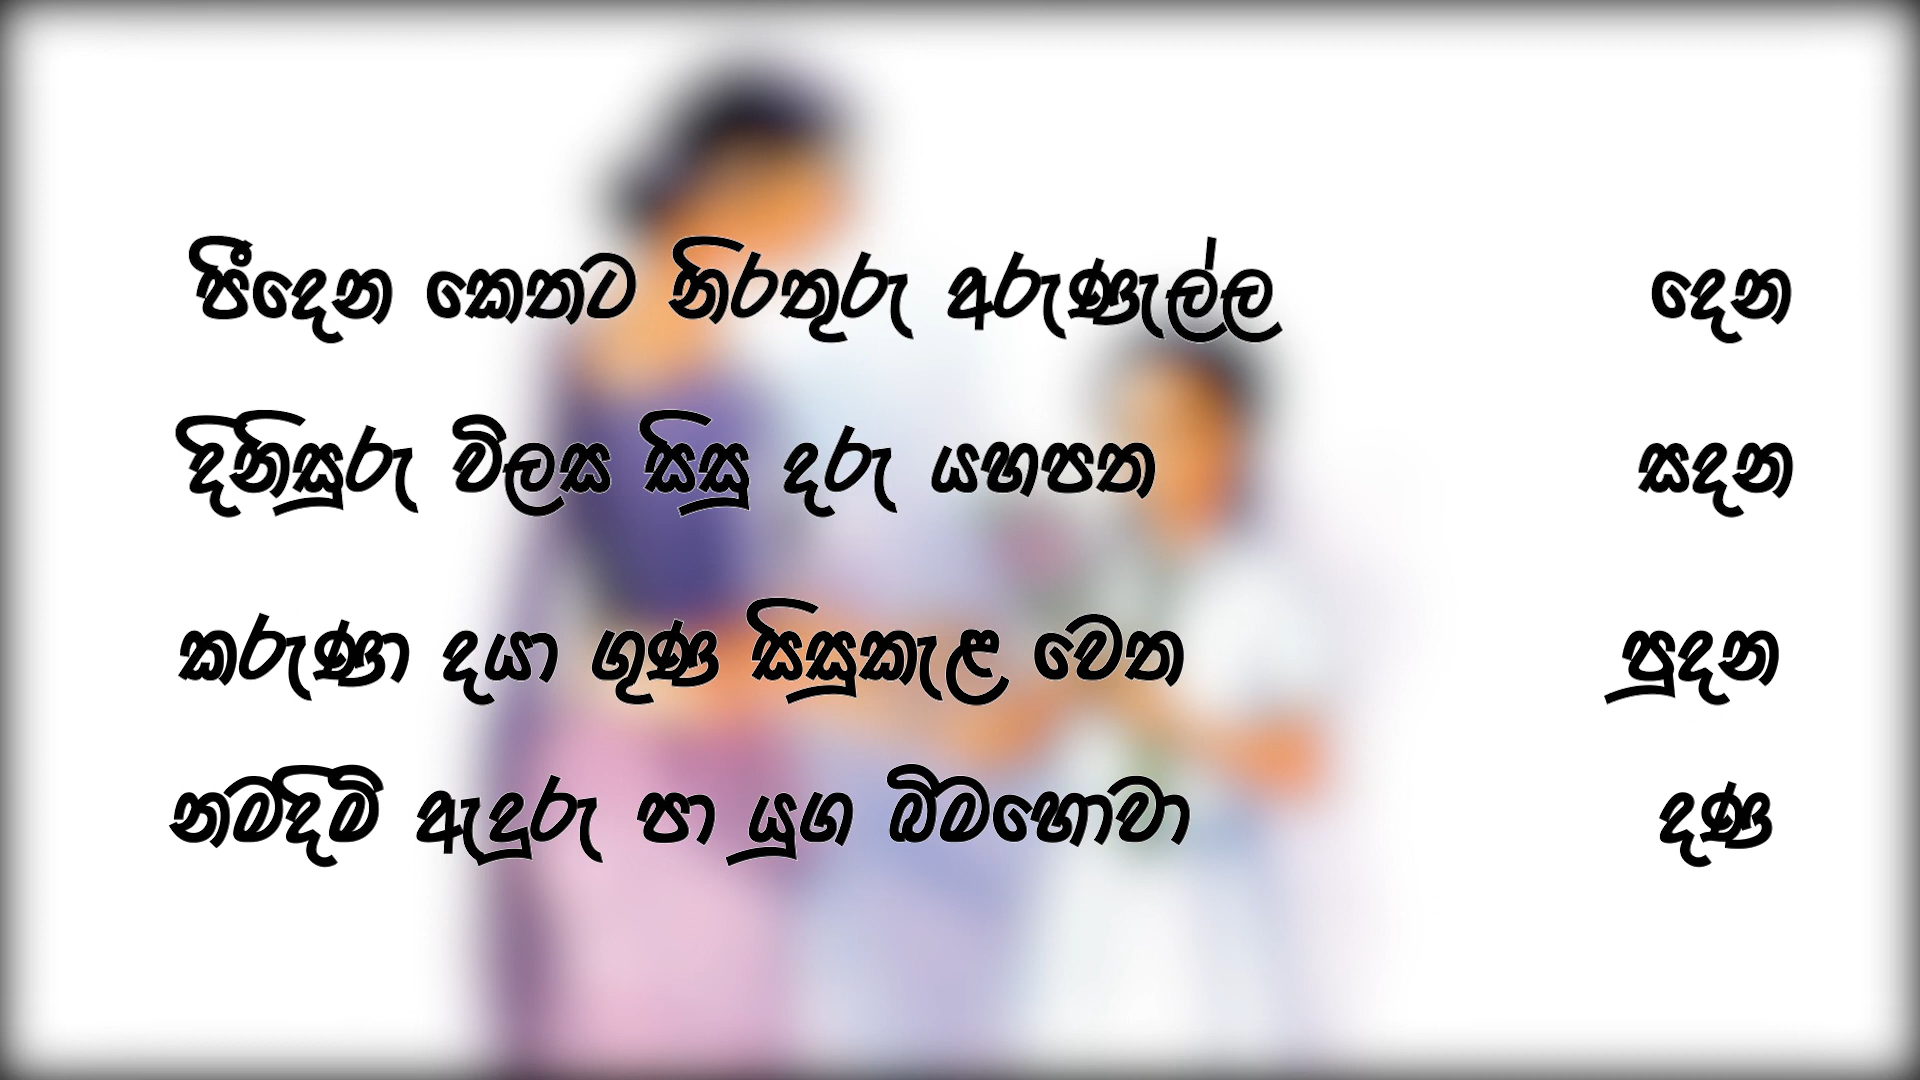 පීංදෙන කෙතට නිරතුරු අරුණැල්ල දෙන
දිනිසුරු විලස සිසු දරු යහපත සදන
කරුණා දයා ගුණ සිසුකැළ වෙත පුදන
නමදිමි ඇදුරු පා යුග බිමහොවා දණ